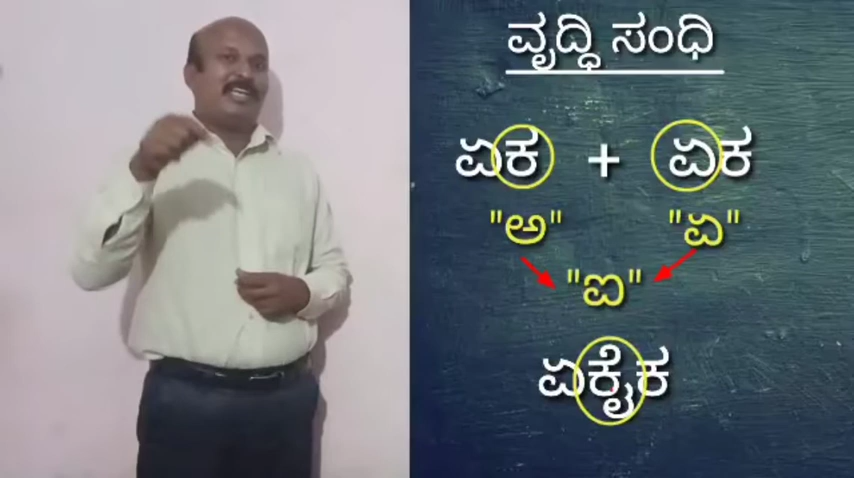 ವೃದ್ಧಿ ಸಂಧಿ
ಏಕ + ಏಕ
"ಅ" "ಏ"
"ಐ"
ಏಕೈಕ